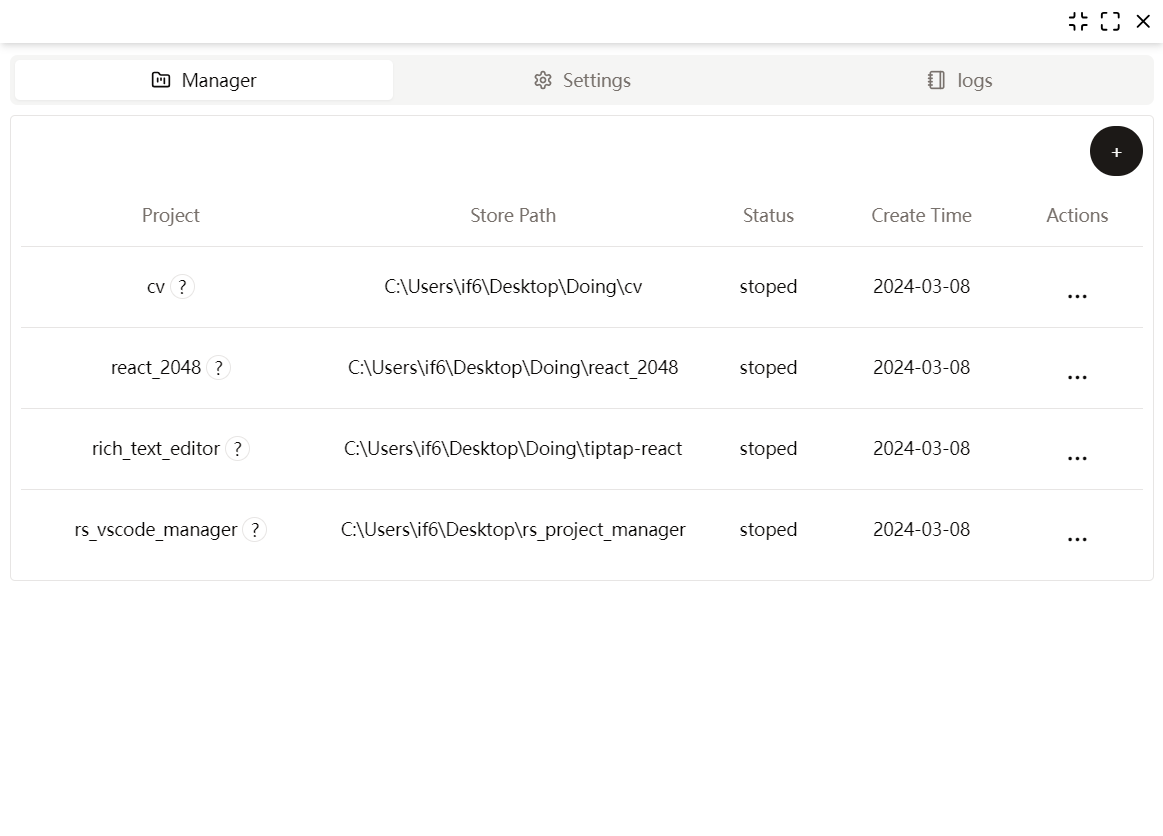 Manager Settings logs
+
Project Store Path Status Create Time Actions
cv ? C:\Users\if6\Desktop\Doing\cv stoped 2024-03-08 ...
react_2048 ? C:\Users\if6\Desktop\Doing\react_2048 stoped 2024-03-08 ...
rich_text_editor ? C:\Users\if6\Desktop\Doing\tiptap-react stoped 2024-03-08 ...
rs_vscode_manager ? C:\Users\if6\Desktop\rs_project_manager stoped 2024-03-08 ...